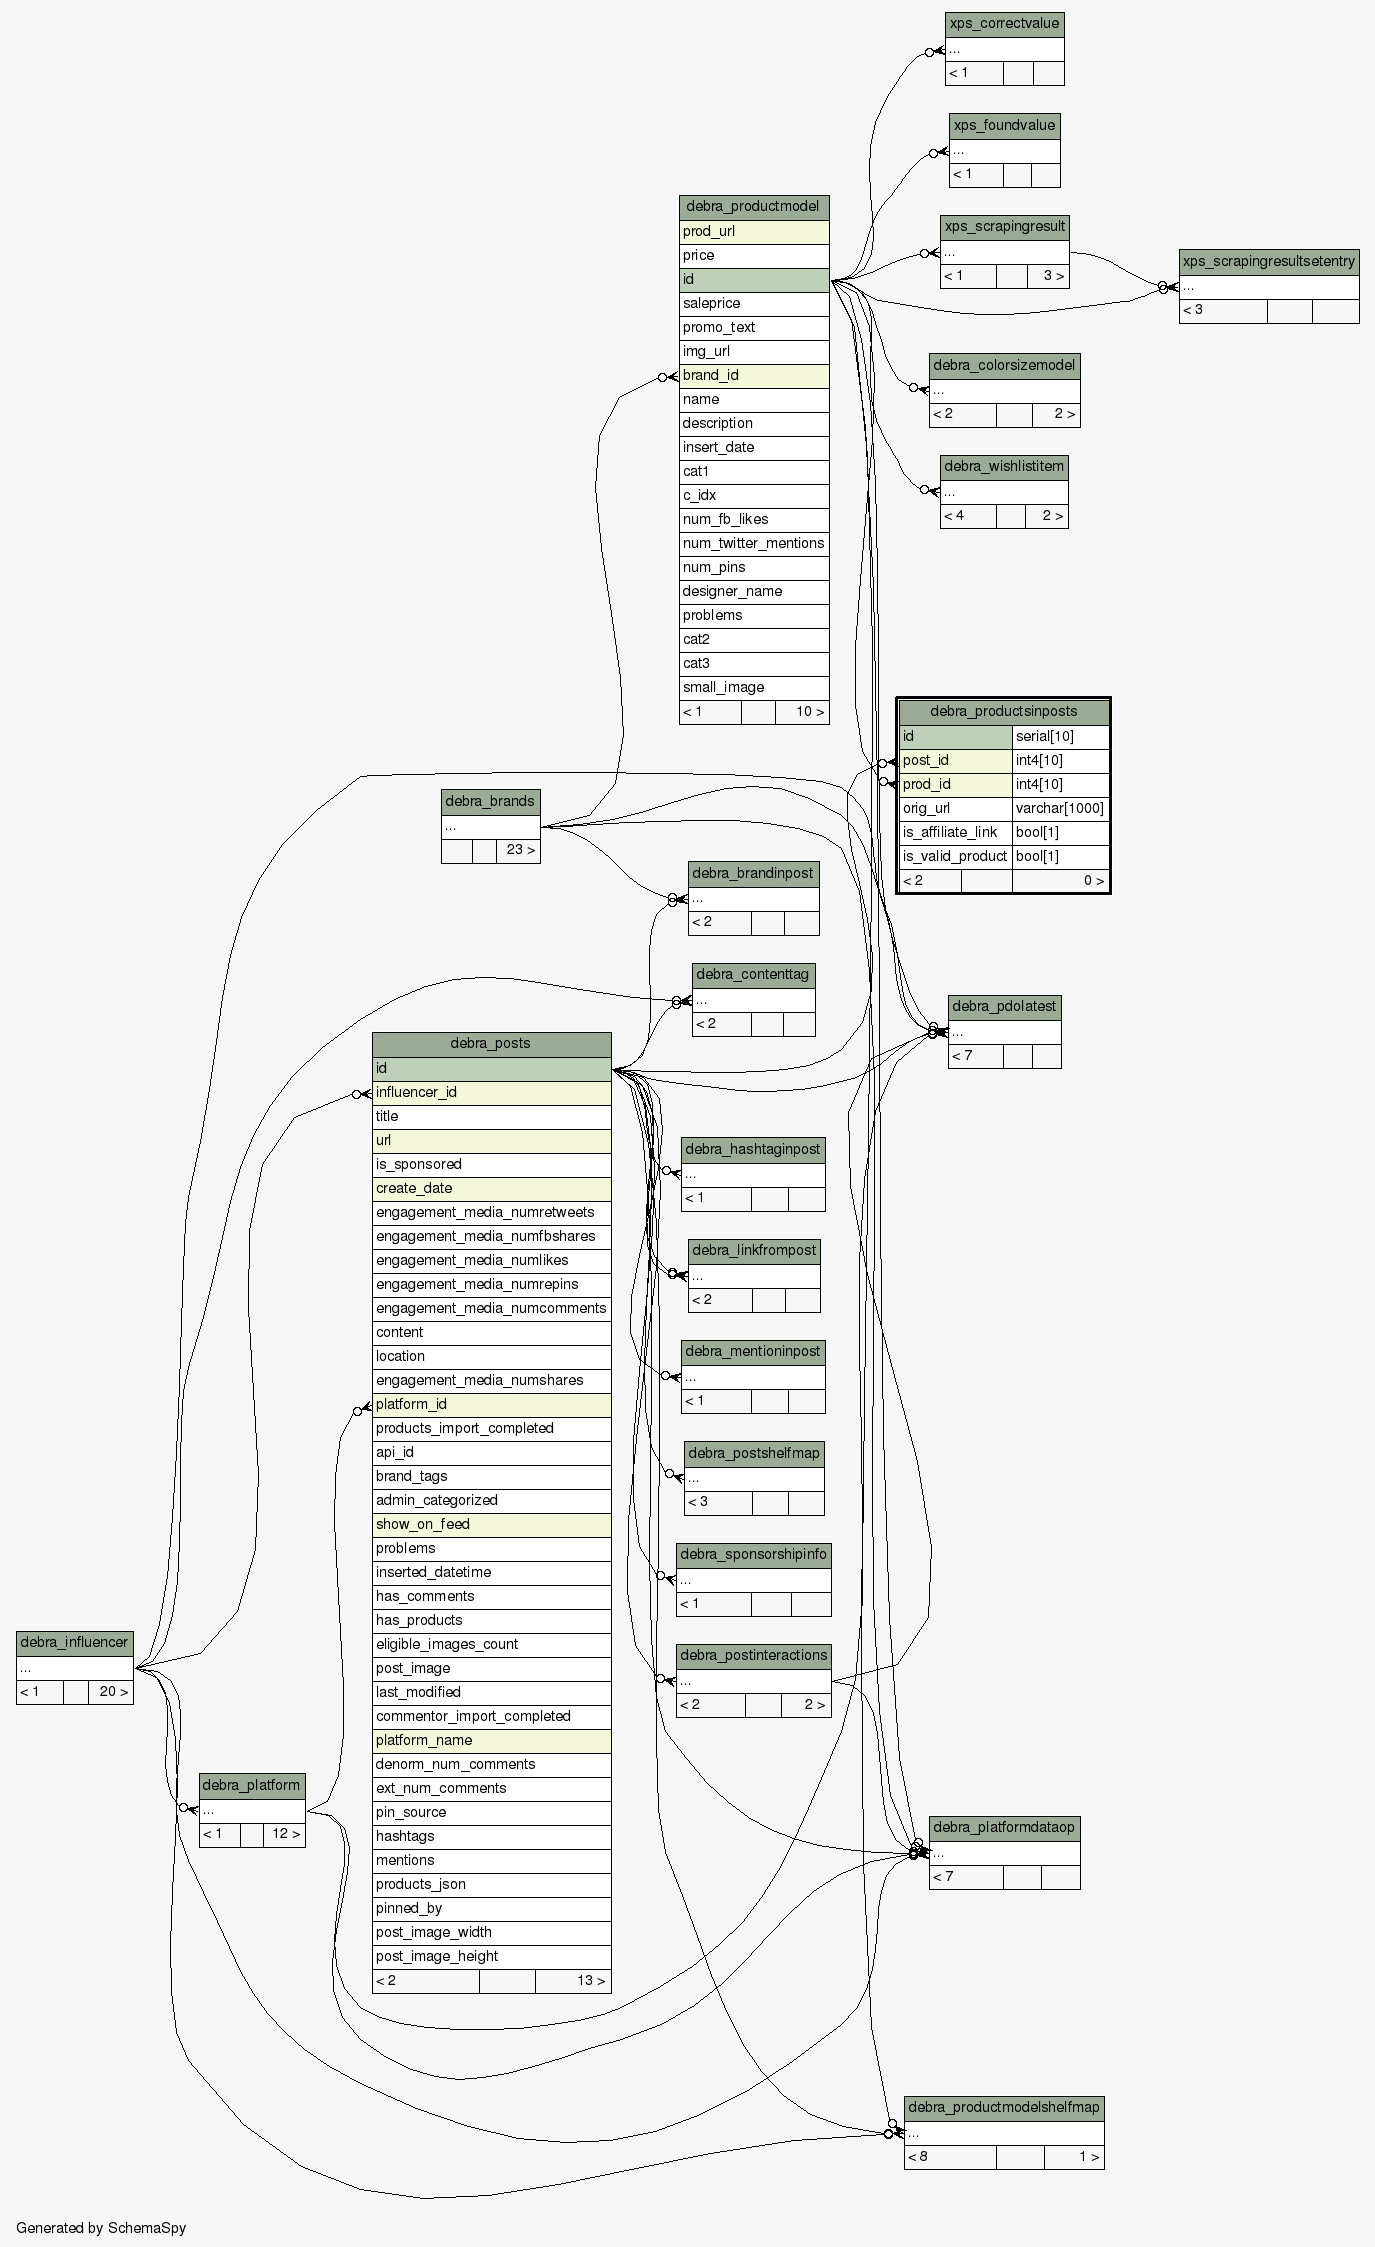 xps_correctvalue
...
< 1
xps_foundvalue
...
< 1
debra_productmodel
prod_url
price
id
saleprice
promo_text
img_url
brand_id
name
description
insert_date
cat1
c_idx
num_fb_likes
num_twitter_mentions
num_pins
designer_name
problems
cat2
cat3
small_image
< 1 10 >
xps_scrapingresult
...
< 1 3 >
xps_scrapingresultsetentry
...
< 3
debra_colorsizemodel
...
< 2 2 >
debra_wishlistitem
...
< 4 2 >
debra_productsinposts
id serial[10]
post_id int4[10]
prod_id int4[10]
orig_url varchar[1000]
is_affiliate_link bool[1]
is_valid_product bool[1]
< 2 0 >
debra_brands
...
23 >
debra_brandinpost
...
< 2
debra_contenttag
...
< 2
debra_pdolatest
...
< 7
debra_posts
id
influencer_id
title
url
is_sponsored
create_date
engagement_media_numretweets
engagement_media_numfbshares
engagement_media_numlikes
engagement_media_numrepins
engagement_media_numcomments
content
location
engagement_media_numshares
platform_id
products_import_completed
api_id
brand_tags
admin_categorized
show_on_feed
problems
inserted_datetime
has_comments
has_products
eligible_images_count
post_image
last_modified
commentor_import_completed
platform_name
denorm_num_comments
ext_num_comments
pin_source
hashtags
mentions
products_json
pinned_by
post_image_width
post_image_height
< 2 13 >
debra_hashtaginpost
...
< 1
debra_linkfrompost
...
< 2
debra_mentioninpost
...
< 1
debra_postshelfmap
...
< 3
debra_sponsorshipinfo
...
< 1
debra_postinteractions
...
< 2 2 >
debra_influencer
...
< 1 20 >
debra_platform
...
< 1 12 >
debra_platformdataop
...
< 7
debra_productmodelshelfmap
...
< 8 1 >
Generated by SchemaSpy